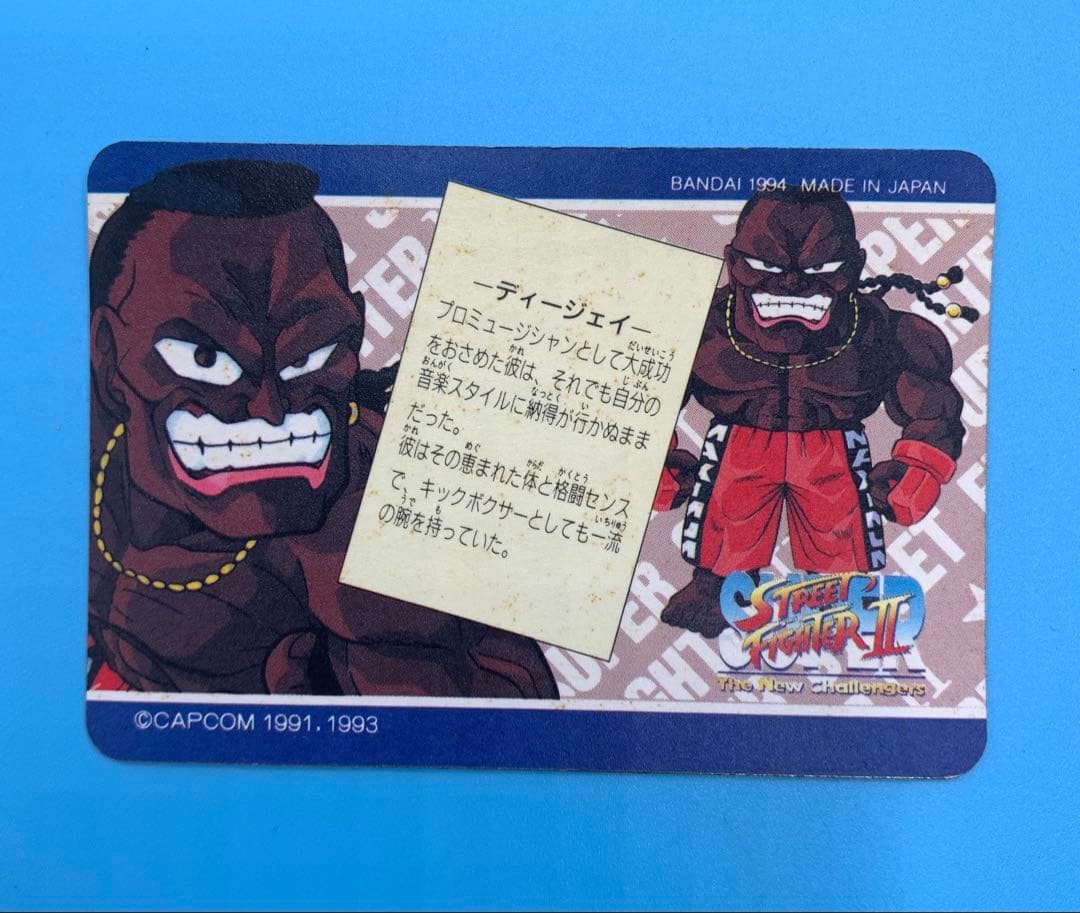 BANDAI 1994 MADE IN JAPAN
ーディージェイー
プロミュージシャンとして大成功
をおさめた彼は、それでも自分の
音楽スタイルに納得が行かぬまま
だった。
彼はその恵まれた体と格闘センス
で、キックボクサーとしても一流
の腕を持っていた。
MAXIMUM
MAXIMUM
SUPER
STREET
FIGHTER II
The New Challengers
©CAPCOM 1991, 1993